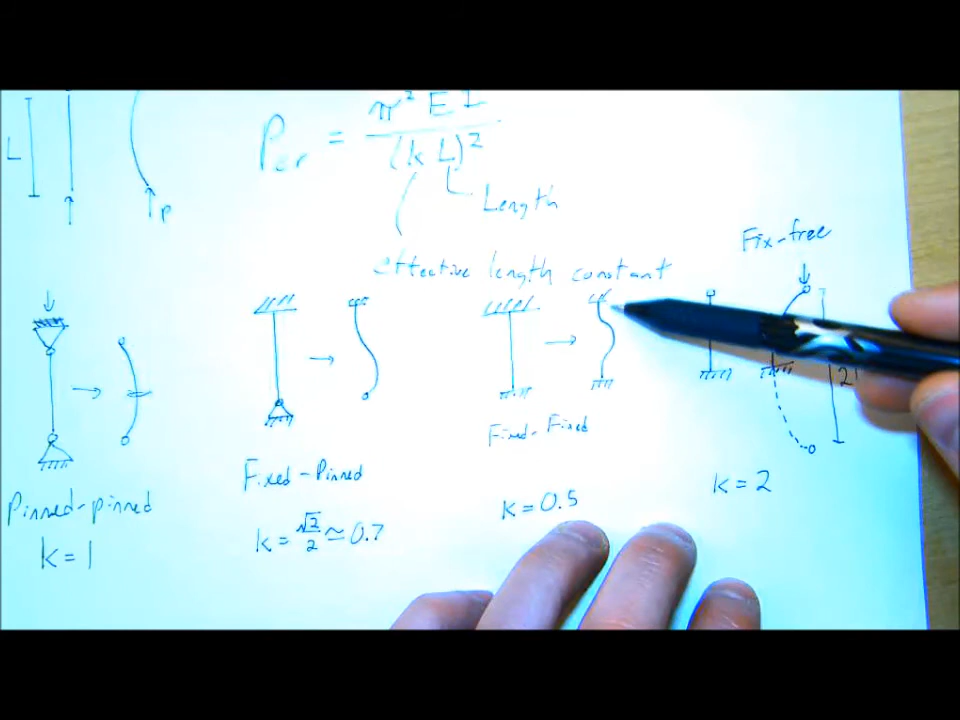 L
P
Pcr = π² E I
(k L)²
Length
effective length constant
Fix-free
2
Fixed-Fixed
Fixed-Pinned
Pinned-pinned
k = 1
k = √2/2 ≃ 0.7
k = 0.5
k = 2